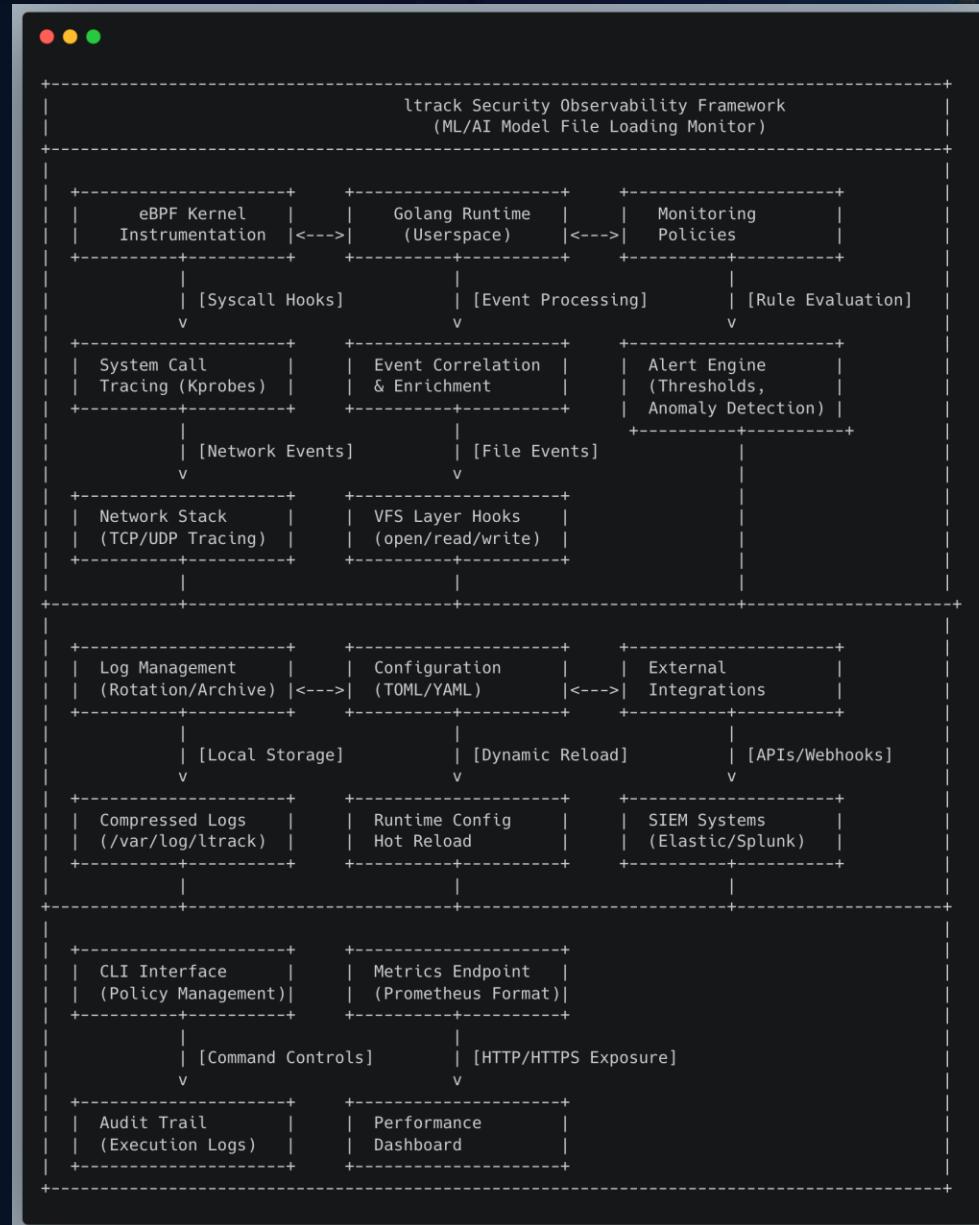 +-------------------------------------------------------------------------------------------+
|                                    ltrack Security Observability Framework                |
|                                       (ML/AI Model File Loading Monitor)                  |
+-------------------------------------------------------------------------------------------+
|                                                                                           |
|  +---------------------+     +---------------------+     +---------------------+          |
|  |      eBPF Kernel    |     |    Golang Runtime   |     |   Monitoring        |          |
|  |    Instrumentation  |<--->|     (Userspace)     |<--->|   Policies          |          |
|  +----------+----------+     +----------+----------+     +----------+----------+          |
|             |                           |                           |                     |
|             | [Syscall Hooks]           | [Event Processing]        | [Rule Evaluation]   |
|             v                           v                           v                     |
|  +---------------------+     +---------------------+     +---------------------+          |
|  |  System Call        |     |  Event Correlation  |     |  Alert Engine       |          |
|  |  Tracing (Kprobes)  |     |  & Enrichment       |     |  (Thresholds,       |          |
|  +----------+----------+     +----------+----------+     |  Anomaly Detection) |          |
|             |                           |                 +----------+----------+         |
|             | [Network Events]          | [File Events]              |                    |
|             v                           v                            |                    |
|  +---------------------+     +---------------------+                 |                    |
|  |  Network Stack      |     |  VFS Layer Hooks    |                 |                    |
|  |  (TCP/UDP Tracing)  |     |  (open/read/write)  |                 |                    |
|  +----------+----------+     +----------+----------+                 |                    |
|             |                           |                            |                    |
+-------------+---------------------------+----------------------------+---------------------+
|                                                                                           |
|  +---------------------+     +---------------------+     +---------------------+          |
|  |  Log Management     |     |  Configuration      |     |  External           |          |
|  |  (Rotation/Archive) |<--->|  (TOML/YAML)        |<--->|  Integrations       |          |
|  +----------+----------+     +----------+----------+     +----------+----------+          |
|             |                           |                           |                     |
|             | [Local Storage]           | [Dynamic Reload]          | [APIs/Webhooks]     |
|             v                           v                           v                     |
|  +---------------------+     +---------------------+     +---------------------+          |
|  |  Compressed Logs    |     |  Runtime Config     |     |  SIEM Systems       |          |
|  |  (/var/log/ltrack)  |     |  Hot Reload         |     |  (Elastic/Splunk)   |          |
|  +----------+----------+     +----------+----------+     +----------+----------+          |
|             |                           |                           |                     |
+-------------+---------------------------+---------------------------+---------------------+
|                                                                                           |
|  +---------------------+     +---------------------+                                      |
|  |  CLI Interface      |     |  Metrics Endpoint   |                                      |
|  |  (Policy Management)|     |  (Prometheus Format)|                                      |
|  +----------+----------+     +----------+----------+                                      |
|             |                           |                                                 |
|             | [Command Controls]        | [HTTP/HTTPS Exposure]                           |
|             v                           v                                                 |
|  +---------------------+     +---------------------+                                      |
|  |  Audit Trail        |     |  Performance        |                                      |
|  |  (Execution Logs)   |     |  Dashboard          |                                      |
|  +---------------------+     +---------------------+                                      |
+-------------------------------------------------------------------------------------------+